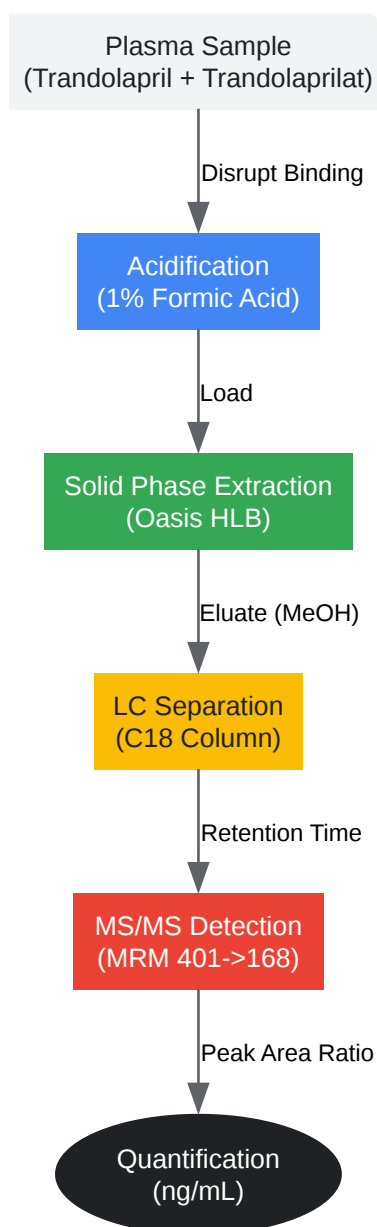 Plasma Sample
(Trandolapril + Trandolaprilat)
Disrupt Binding
Acidification
(1% Formic Acid)
Load
Solid Phase Extraction
(Oasis HLB)
Eluate (MeOH)
LC Separation
(C18 Column)
Retention Time
MS/MS Detection
(MRM 401->168)
Peak Area Ratio
Quantification
(ng/mL)